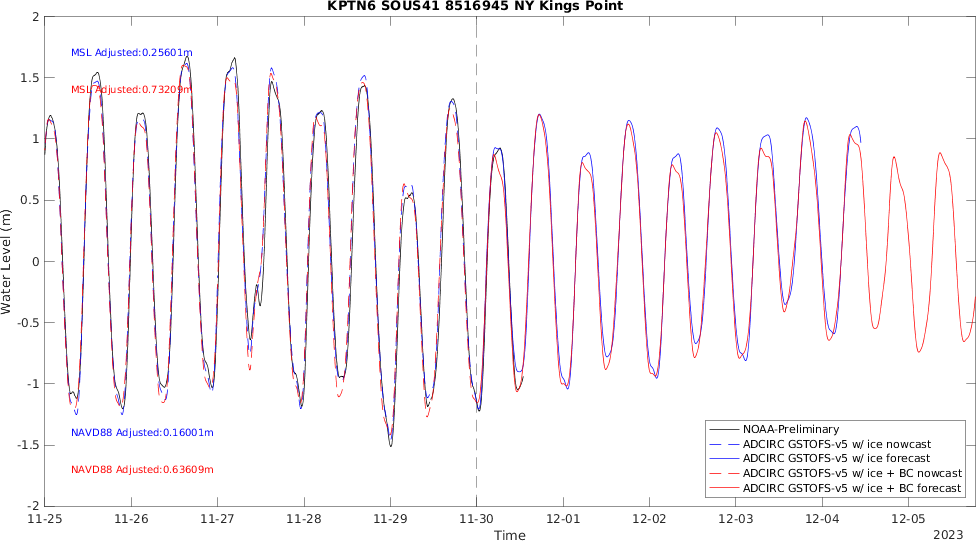 KPTN6 SOUS41 8516945 NY Kings Point
2
MSL Adjusted:0.25601m
1.5
MSL Adjusted:0.73209m
1
0.5
0
-0.5
-1
-1.5
-2
Water Level (m)
NAVD88 Adjusted:0.16001m
NAVD88 Adjusted:0.63609m
NOAA-Preliminary
ADCIRC GSTOFS-v5 w/ ice nowcast
ADCIRC GSTOFS-v5 w/ ice forecast
ADCIRC GSTOFS-v5 w/ ice + BC nowcast
ADCIRC GSTOFS-v5 w/ ice + BC forecast
11-25 11-26 11-27 11-28 11-29 11-30 12-01 12-02 12-03 12-04 12-05
Time
2023